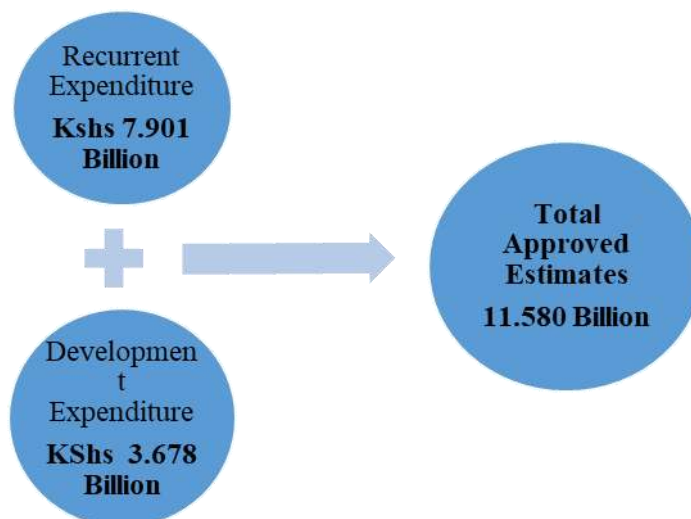 Recurrent
Expenditure
Kshs 7.901
Billion
Developmen
t
Expenditure
KShs 3.678
Billion
Total
Approved
Estimates
11.580 Billion